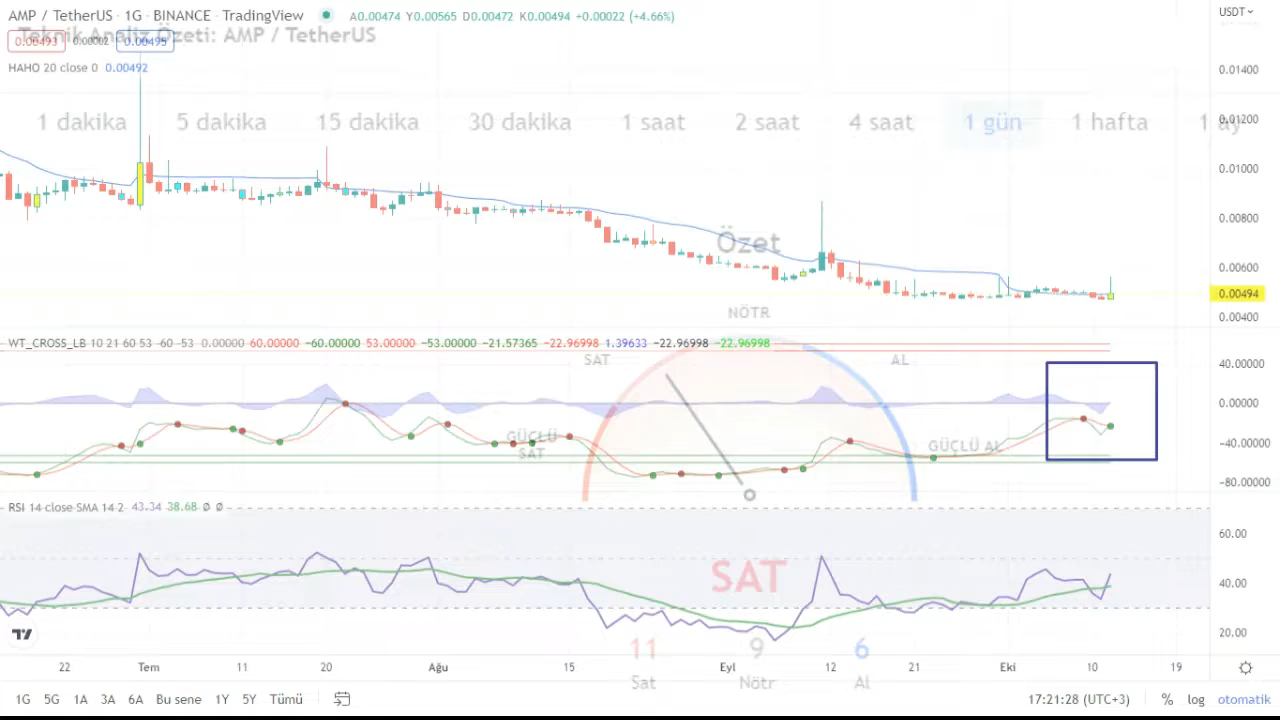 AMP / TetherUS · 1G · BINANCE · TradingView A0.00474 Y0.00565 D0.00472 K0.00494 +0.00022 (+4.66%) USDT
Teknik Analiz Özeti: AMP / TetherUS
0.00493 0.00002 0.00495
HAHO 20 close 0 0.00492
0.01400
1 dakika 5 dakika 15 dakika 30 dakika 1 saat 2 saat 4 saat 1 gün 1 hafta 1 ay
0.01200
0.01000
0.00800
Özet
0.00600
0.00494
NÖTR
0.00400
WT_CROSS_LB 10 21 60 53 -60 -53 0.00000 60.00000 −60.00000 53.00000 −53.00000 −21.57365 −22.96998 1.39633 −22.96998 −22.96998
SAT AL
40.00000
0.00000
GÜÇLÜ SAT
GÜÇLÜ AL
−40.00000
−80.00000
RSI 14 close SMA 14 2 43.34 38.68 Ø Ø
60.00
SAT
40.00
20.00
11 9 6
Sat Nötr Al
22 Tem 11 20 Ağu 15 Eyl 12 21 Eki 10 19
1G 5G 1A 3A 6A Bu sene 1Y 5Y Tümü 17:21:28 (UTC+3) % log otomatik